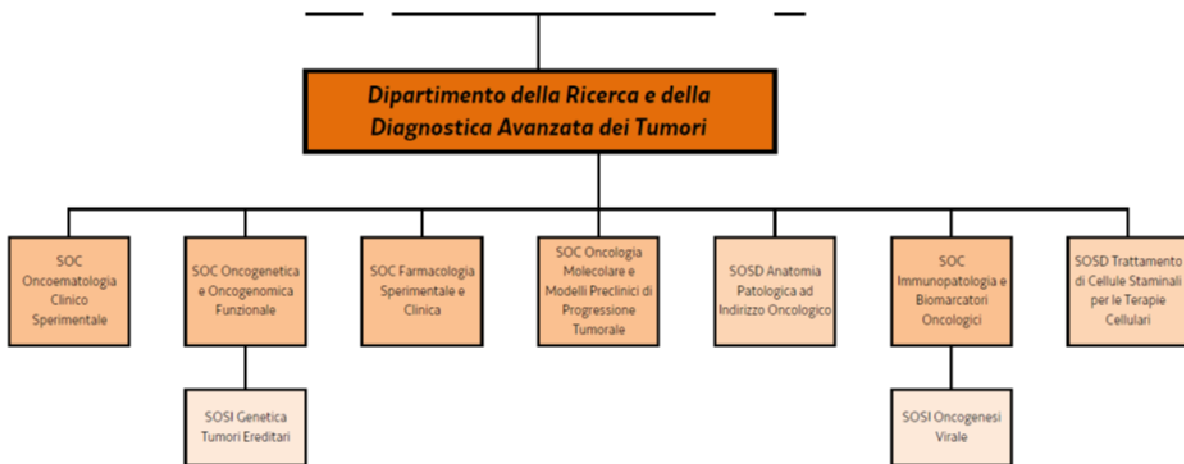 Dipartimento della Ricerca e della
Diagnostica Avanzata dei Tumori
SOC
Oncoematologia
Clinico
Sperimentale
SOC Oncogenetica
e Oncogenomica
Funzionale
SOC Farmacologia
Sperimentale e
Clinica
SOC Oncologia
Molecolare e
Modelli Preclinici di
Progressione
Tumorale
SOSD Anatomia
Patologica ad
Indirizzo Oncologico
SOC
Immunopatologia e
Biomarcatori
Oncologici
SOSD Trattamento
di Cellule Staminali
per le Terapie
Cellulari
SOSI Genetica
Tumori Ereditari
SOSI Oncogenesi
Virale